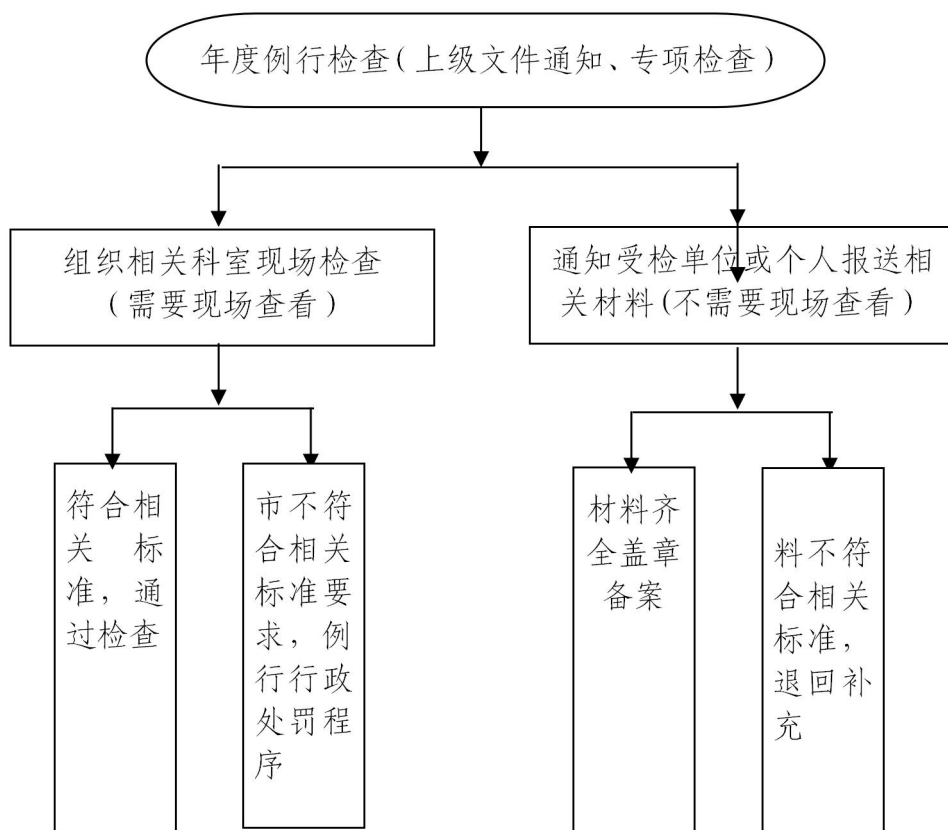 年度例行检查(上级文件通知、专项检查)
组织相关科室现场检查
(需要现场查看)
通知受检单位或个人报送相
关材料(不需要现场查看)
符合相
关 标
准，通
过检查
市不符
合相关
标准要
求，例
行行政
处罚程
序
材料齐
全盖章
备案
料不符
合相关
标准，
退回补
充